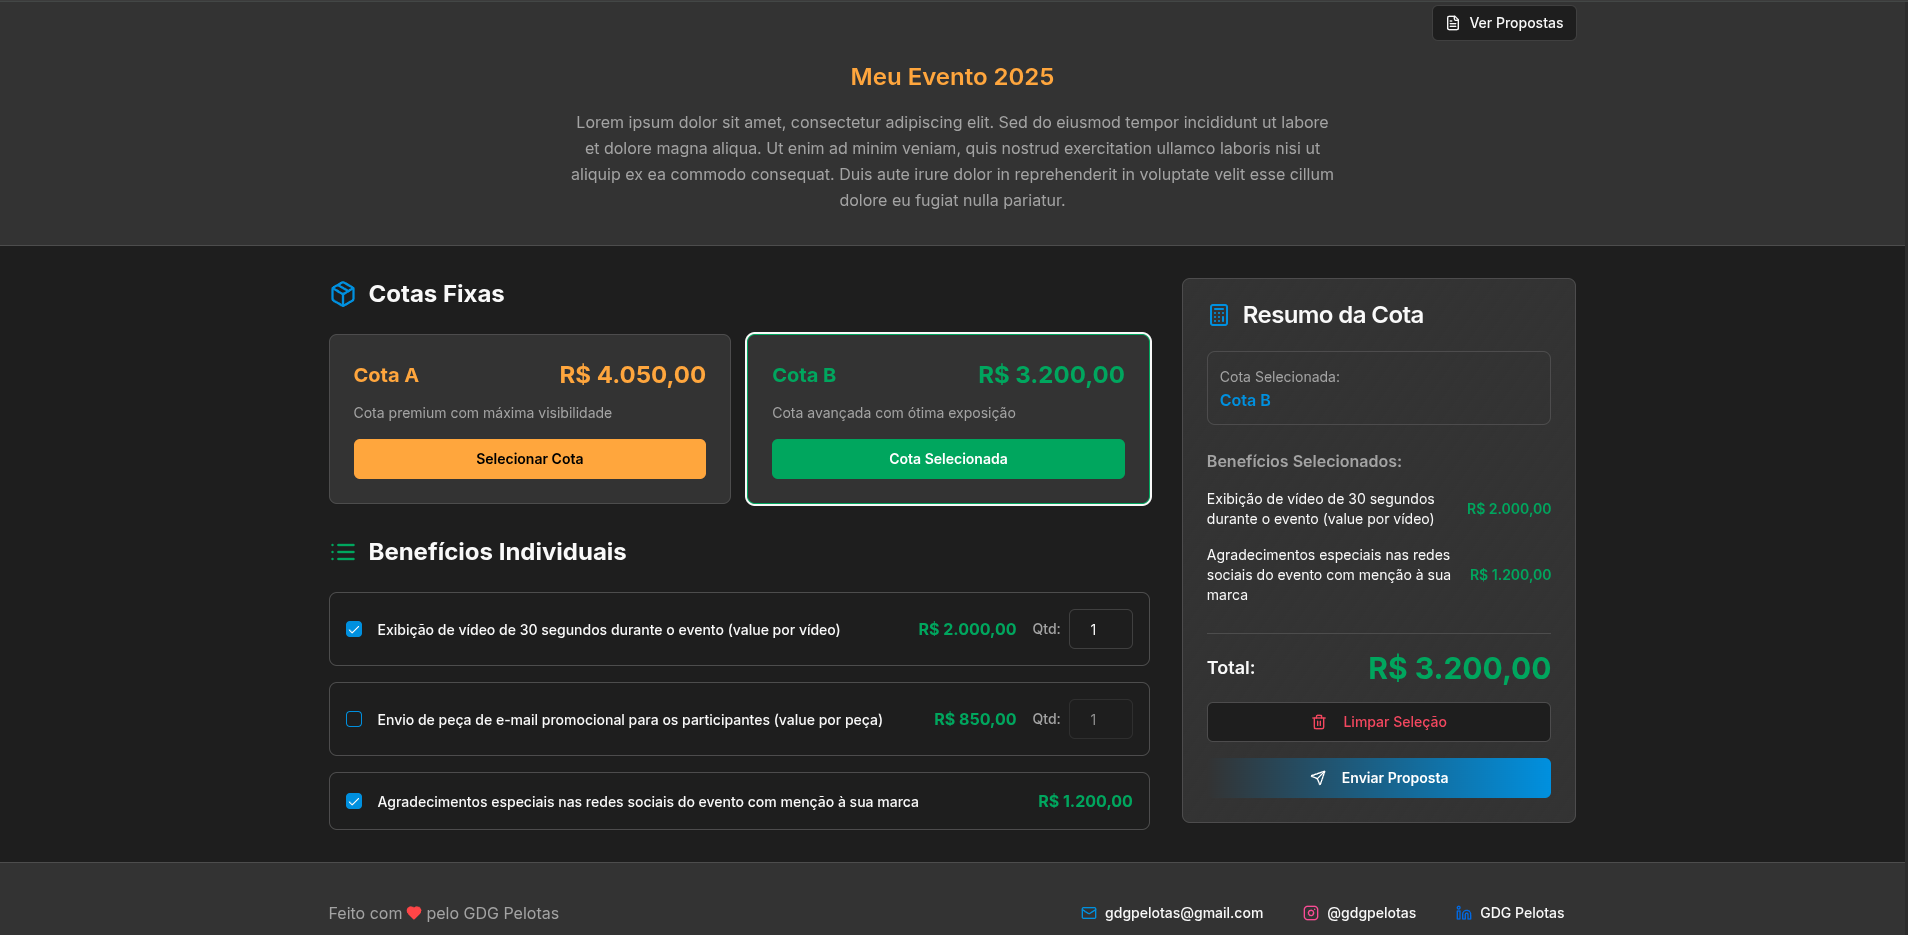 Ver Propostas
Meu Evento 2025
Lorem ipsum dolor sit amet, consectetur adipiscing elit. Sed do eiusmod tempor incididunt ut labore
et dolore magna aliqua. Ut enim ad minim veniam, quis nostrud exercitation ullamco laboris nisi ut
aliquip ex ea commodo consequat. Duis aute irure dolor in reprehenderit in voluptate velit esse cillum
dolore eu fugiat nulla pariatur.
Cotas Fixas
Cota A R$ 4.050,00
Cota premium com máxima visibilidade
Selecionar Cota
Cota B R$ 3.200,00
Cota avançada com ótima exposição
Cota Selecionada
Benefícios Individuais
Exibição de vídeo de 30 segundos durante o evento (value por vídeo) R$ 2.000,00 Qtd: 1
Envio de peça de e-mail promocional para os participantes (value por peça) R$ 850,00 Qtd: 1
Agradecimentos especiais nas redes sociais do evento com menção à sua marca R$ 1.200,00
Resumo da Cota
Cota Selecionada:
Cota B
Benefícios Selecionados:
Exibição de vídeo de 30 segundos
durante o evento (value por vídeo) R$ 2.000,00
Agradecimentos especiais nas redes
sociais do evento com menção à sua R$ 1.200,00
marca
Total: R$ 3.200,00
Limpar Seleção
Enviar Proposta
Feito com ❤ pelo GDG Pelotas
gdgpelotas@gmail.com @gdgpelotas GDG Pelotas